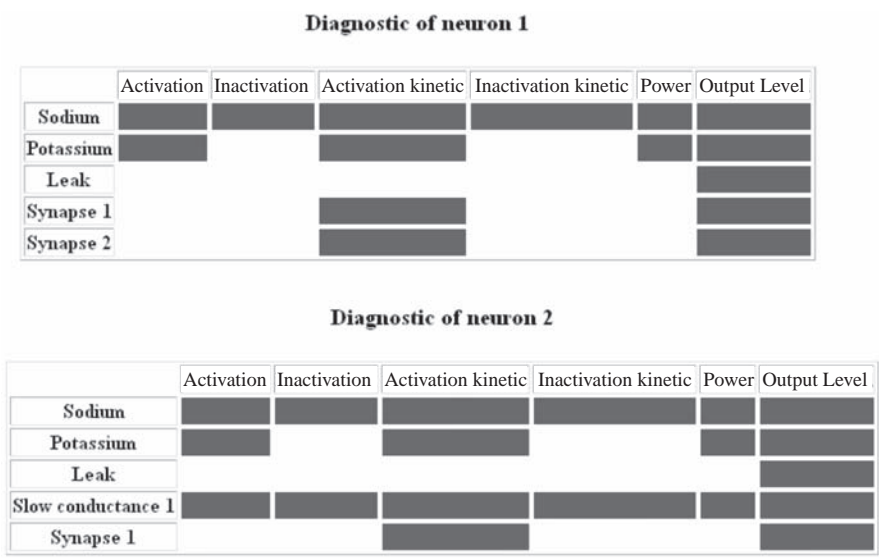 Diagnostic of neuron 1
Activation Inactivation Activation kinetic Inactivation kinetic Power Output Level
Sodium
Potassium
Leak
Synapse 1
Synapse 2
Diagnostic of neuron 2
Activation Inactivation Activation kinetic Inactivation kinetic Power Output Level
Sodium
Potassium
Leak
Slow conductance 1
Synapse 1